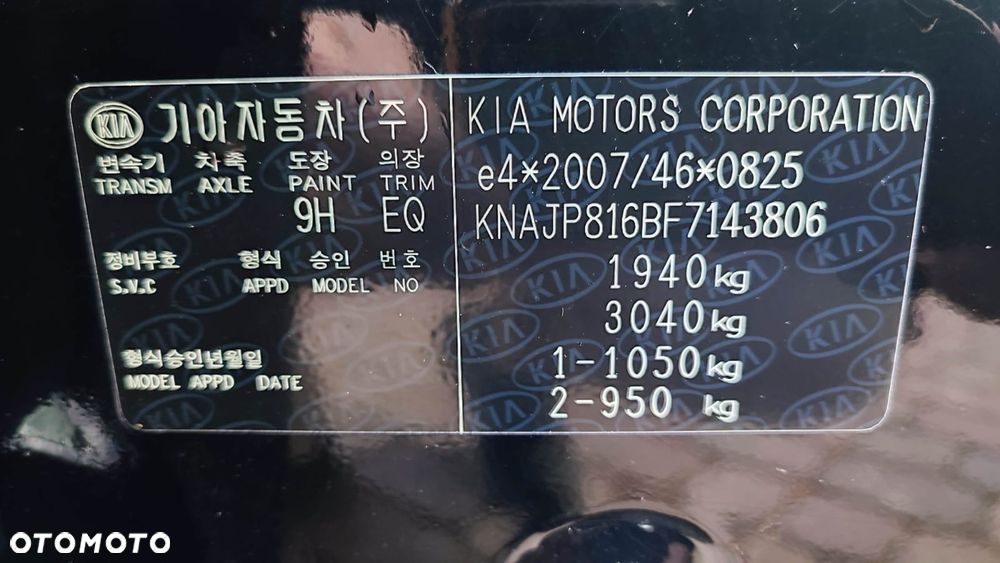 KIA 기아자동차(주)
변속기 차축 도장 의장
TRANSM AXLE PAINT TRIM
9H EQ
정비부호 형식 승인 번호
S.V.C APPD MODEL NO
형식승인년월일
MODEL APPD DATE
KIA MOTORS CORPORATION
e4*2007/46*0825
KNAJP816BF7143806
1940kg
3040kg
1-1050kg
2-950 kg
OTOMOTO